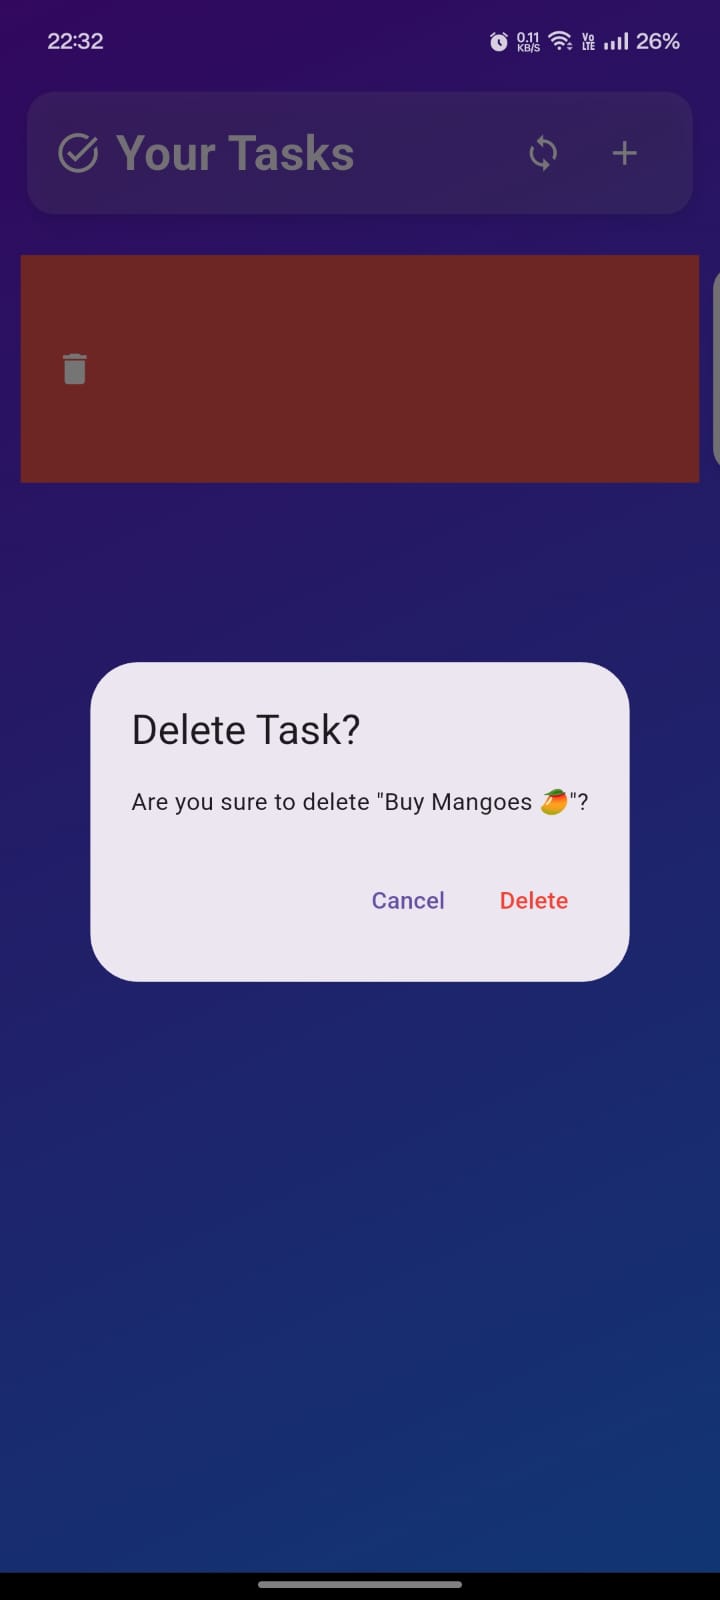 22:32
0.11 KB/S Vo LTE 26%
Your Tasks
Delete Task?
Are you sure to delete "Buy Mangoes 🥭"?
Cancel Delete